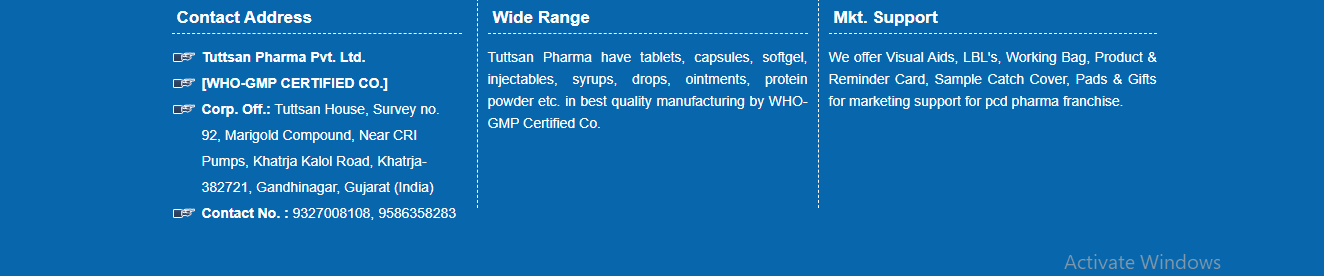 Contact Address
Tuttsan Pharma Pvt. Ltd.
[WHO-GMP CERTIFIED CO.]
Corp. Off.: Tuttsan House, Survey no.
92, Marigold Compound, Near CRI
Pumps, Khatrja Kalol Road, Khatrja-
382721, Gandhinagar, Gujarat (India)
Contact No. : 9327008108, 9586358283
Wide Range
Tuttsan Pharma have tablets, capsules, softgel,
injectables, syrups, drops, ointments, protein
powder etc. in best quality manufacturing by WHO-
GMP Certified Co.
Mkt. Support
We offer Visual Aids, LBL's, Working Bag, Product &
Reminder Card, Sample Catch Cover, Pads & Gifts
for marketing support for pcd pharma franchise.
Activate Windows